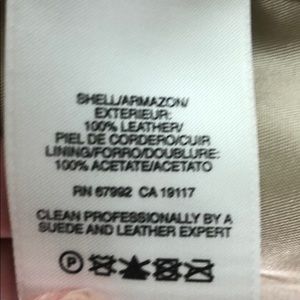 SHELL/ARMAZON/
EXTERIEUR:
100% LEATHER/
PIEL DE CORDERO/CUIR
LINING/FORRO/DOUBLURE:
100% ACETATE/ACETATO
RN 67992 CA 19117
CLEAN PROFESSIONALLY BY A
SUEDE AND LEATHER EXPERT
P